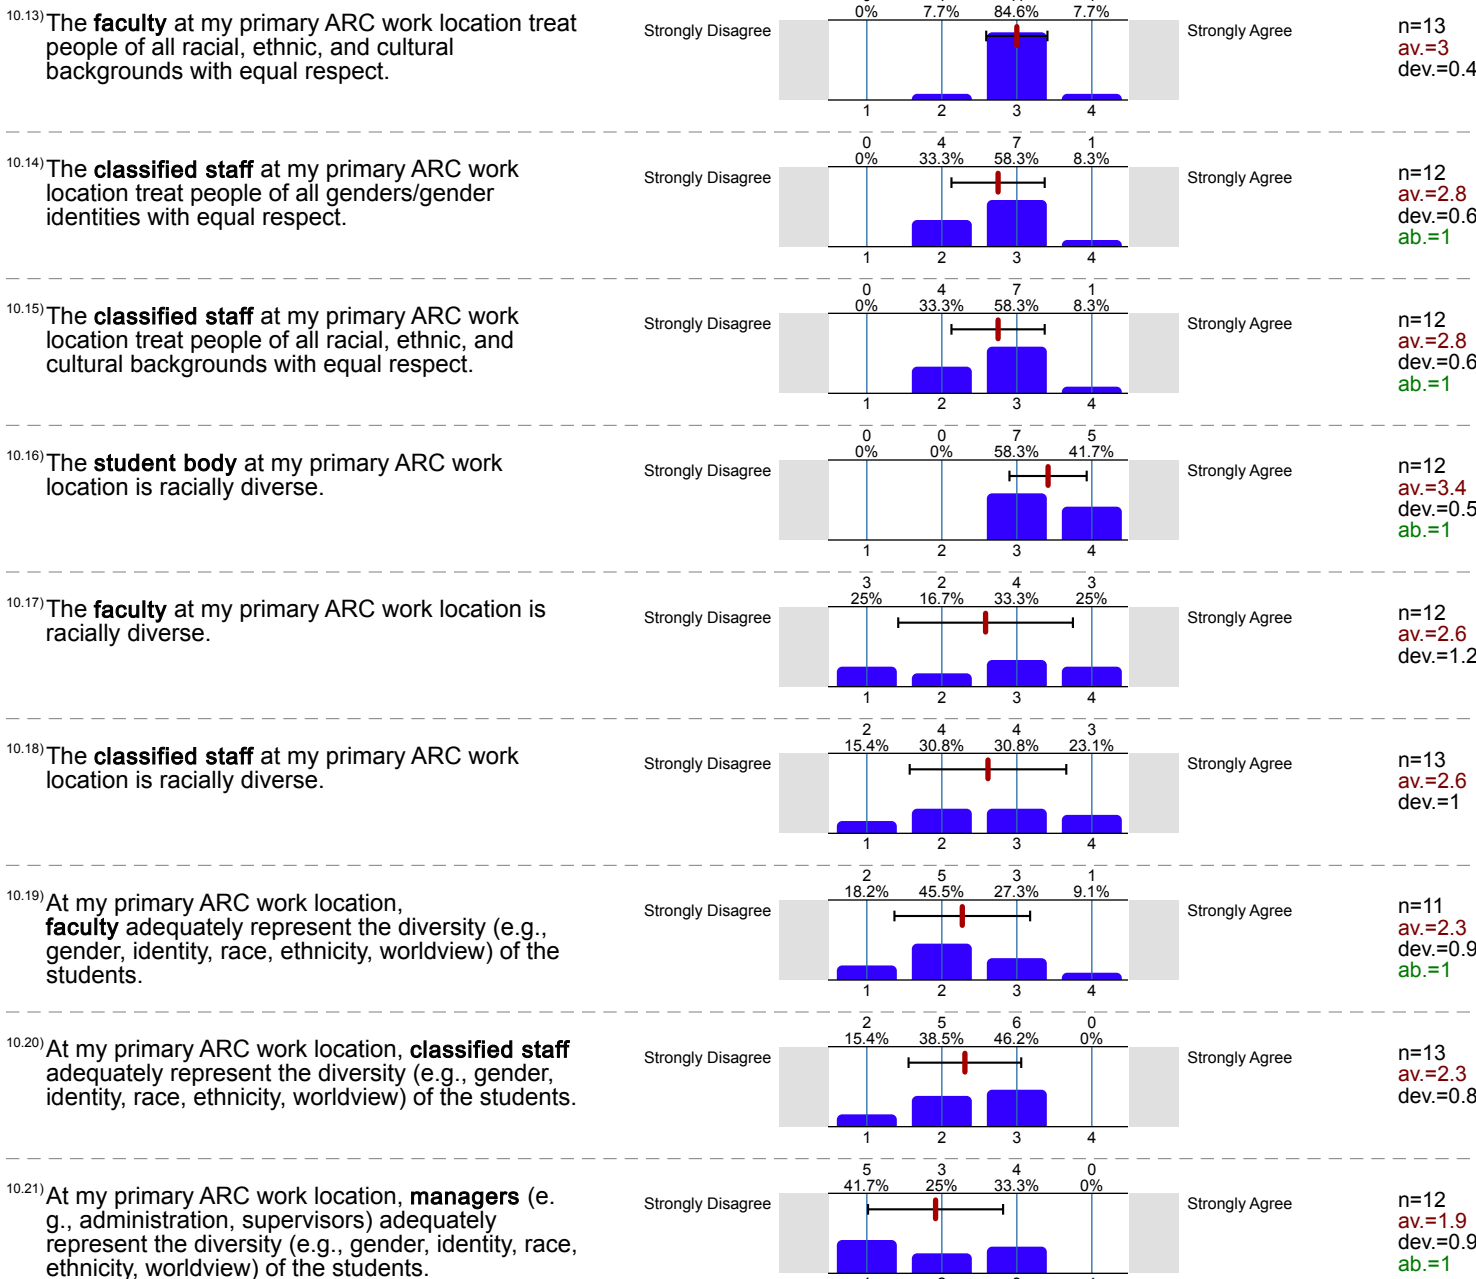 0% 7.7% 84.6% 7.7%
10.13) The faculty at my primary ARC work location treat
people of all racial, ethnic, and cultural
backgrounds with equal respect.
Strongly Disagree
Strongly Agree
n=13
av.=3
dev.=0.4
1 2 3 4
0 4 7 1
0% 33.3% 58.3% 8.3%
10.14) The classified staff at my primary ARC work
location treat people of all genders/gender
identities with equal respect.
Strongly Disagree
Strongly Agree
n=12
av.=2.8
dev.=0.6
ab.=1
1 2 3 4
0 4 7 1
0% 33.3% 58.3% 8.3%
10.15) The classified staff at my primary ARC work
location treat people of all racial, ethnic, and
cultural backgrounds with equal respect.
Strongly Disagree
Strongly Agree
n=12
av.=2.8
dev.=0.6
ab.=1
1 2 3 4
0 0 7 5
0% 0% 58.3% 41.7%
10.16) The student body at my primary ARC work
location is racially diverse.
Strongly Disagree
Strongly Agree
n=12
av.=3.4
dev.=0.5
ab.=1
1 2 3 4
3 2 4 3
25% 16.7% 33.3% 25%
10.17) The faculty at my primary ARC work location is
racially diverse.
Strongly Disagree
Strongly Agree
n=12
av.=2.6
dev.=1.2
1 2 3 4
2 4 4 3
15.4% 30.8% 30.8% 23.1%
10.18) The classified staff at my primary ARC work
location is racially diverse.
Strongly Disagree
Strongly Agree
n=13
av.=2.6
dev.=1
1 2 3 4
2 5 3 1
18.2% 45.5% 27.3% 9.1%
10.19) At my primary ARC work location,
faculty adequately represent the diversity (e.g.,
gender, identity, race, ethnicity, worldview) of the
students.
Strongly Disagree
Strongly Agree
n=11
av.=2.3
dev.=0.9
ab.=1
1 2 3 4
2 5 6 0
15.4% 38.5% 46.2% 0%
10.20) At my primary ARC work location, classified staff
adequately represent the diversity (e.g., gender,
identity, race, ethnicity, worldview) of the students.
Strongly Disagree
Strongly Agree
n=13
av.=2.3
dev.=0.8
1 2 3 4
5 3 4 0
41.7% 25% 33.3% 0%
10.21) At my primary ARC work location, managers (e.
g., administration, supervisors) adequately
represent the diversity (e.g., gender, identity, race,
ethnicity, worldview) of the students.
Strongly Disagree
Strongly Agree
n=12
av.=1.9
dev.=0.9
ab.=1